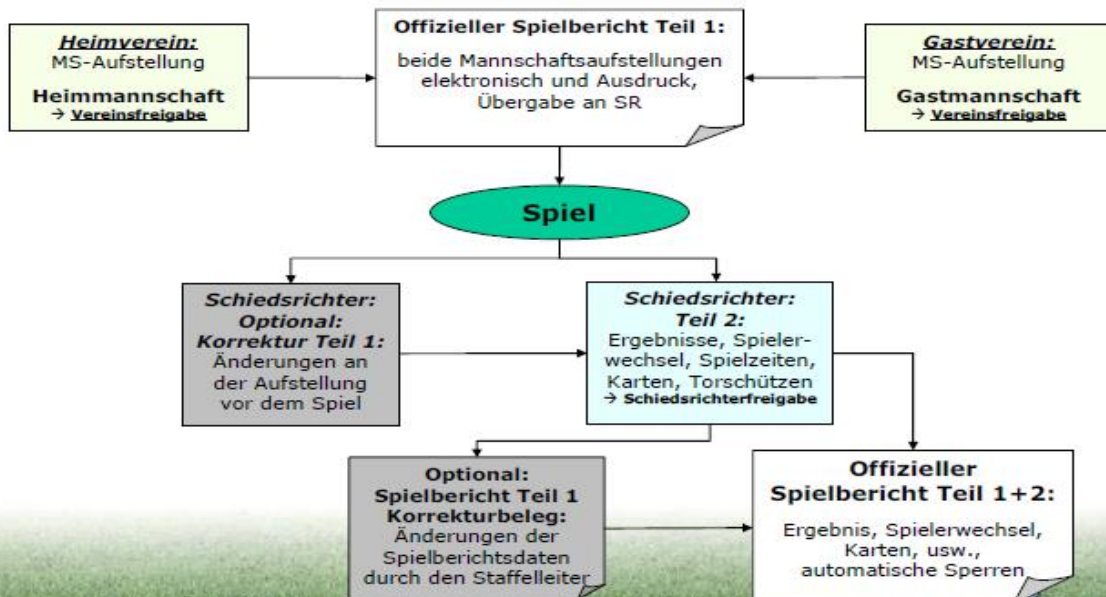 Heimverein:
MS-Aufstellung
Heimmannschaft
→ Vereinsfreigabe
Offizieller Spielbericht Teil 1:
beide Mannschaftsaufstellungen
elektronisch und Ausdruck,
Übergabe an SR
Gastverein:
MS-Aufstellung
Gastmannschaft
→ Vereinsfreigabe
Spiel
Schiedsrichter:
Optional:
Korrektur Teil 1:
Änderungen an
der Aufstellung
vor dem Spiel
Schiedsrichter:
Teil 2:
Ergebnisse, Spieler-
wechsel, Spielzeiten,
Karten, Torschützen
→ Schiedsrichterfreigabe
Optional:
Spielbericht Teil 1
Korrekturbeleg:
Änderungen der
Spielberichtsdaten
durch den Staffelleiter
Offizieller
Spielbericht Teil 1+2:
Ergebnis, Spielerwechsel,
Karten, usw.,
automatische Sperren